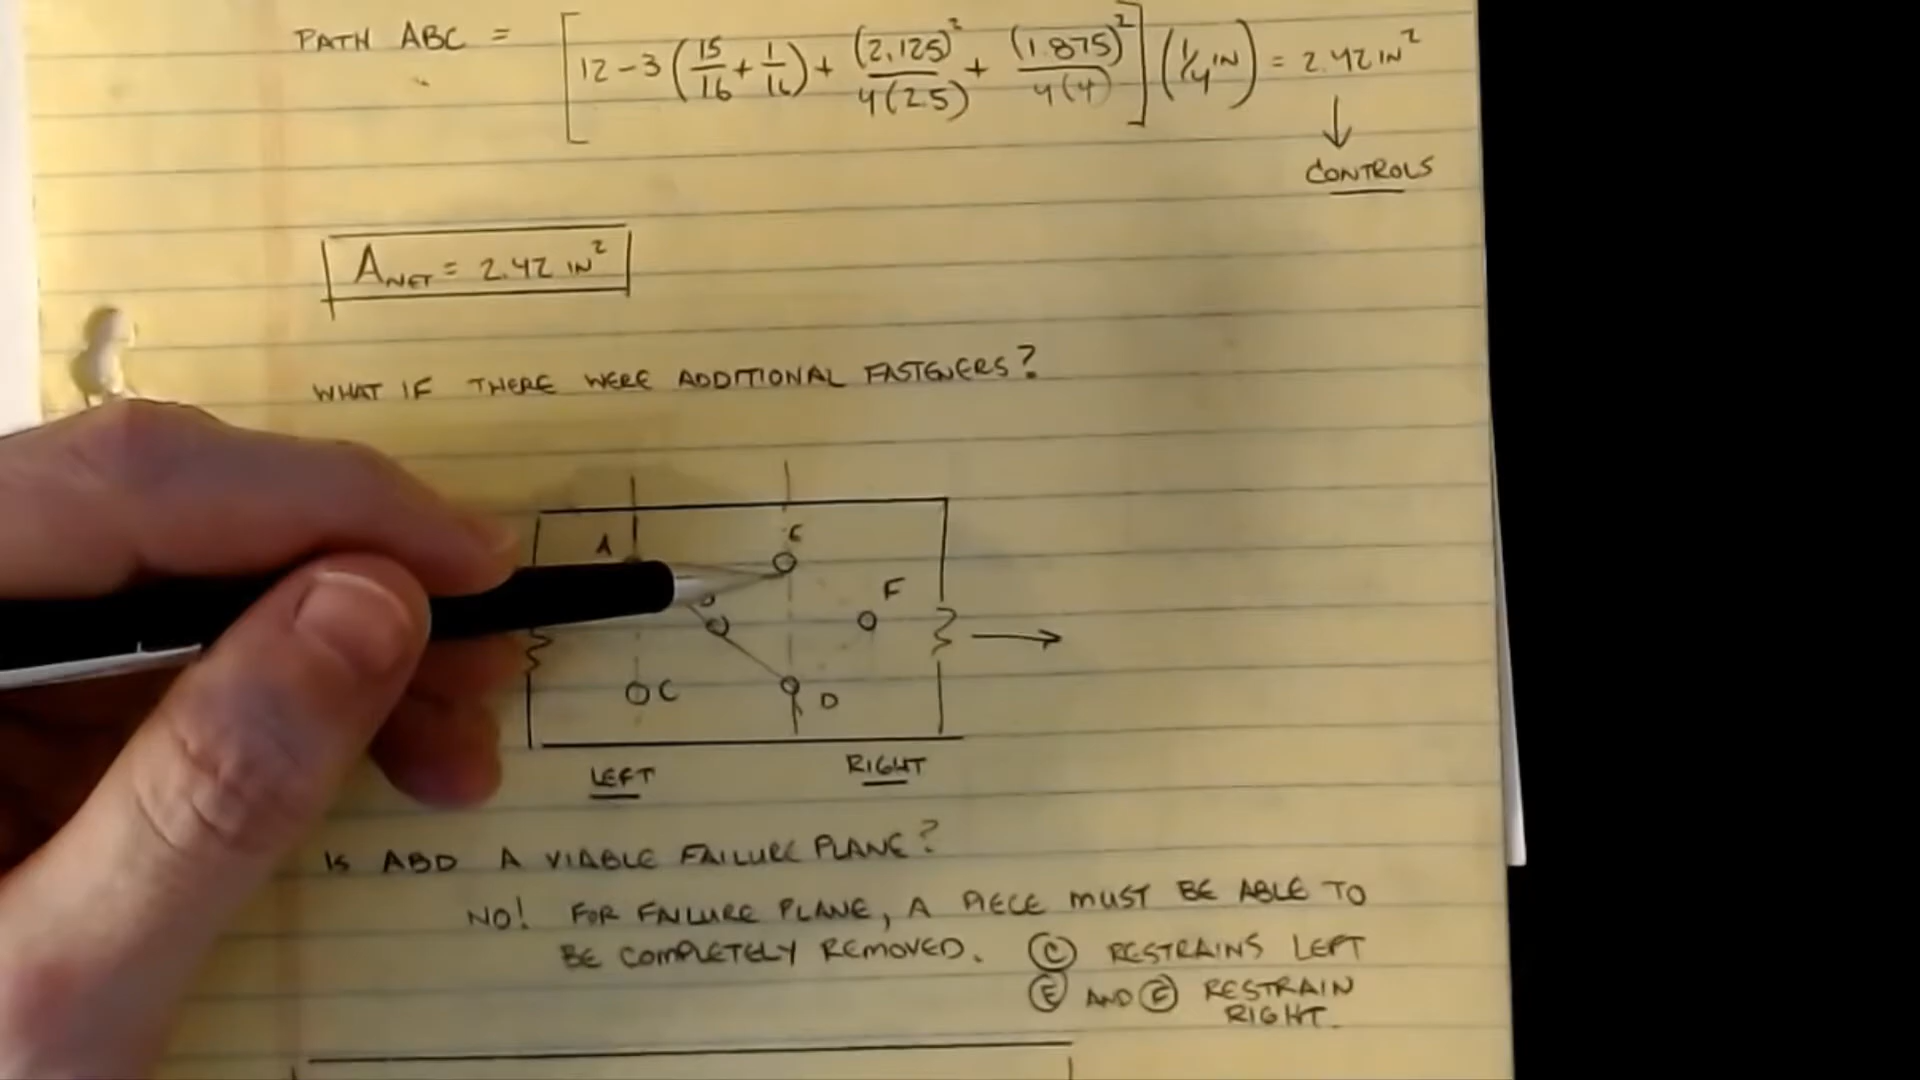 PATH ABC = [12 - 3 (15/16 + 1/16) + (2.125)²/4(2.5) + (1.875)²/4(4)] (1/4 IN) = 2.42 IN²
CONTROLS
ANET = 2.42 IN²
WHAT IF THERE WERE ADDITIONAL FASTENERS?
A
E
F
C
D
LEFT
RIGHT
IS ABD A VIABLE FAILURE PLANE?
NO! FOR FAILURE PLANE, A PIECE MUST BE ABLE TO
BE COMPLETELY REMOVED. C RESTRAINS LEFT
E AND F RESTRAIN
RIGHT.